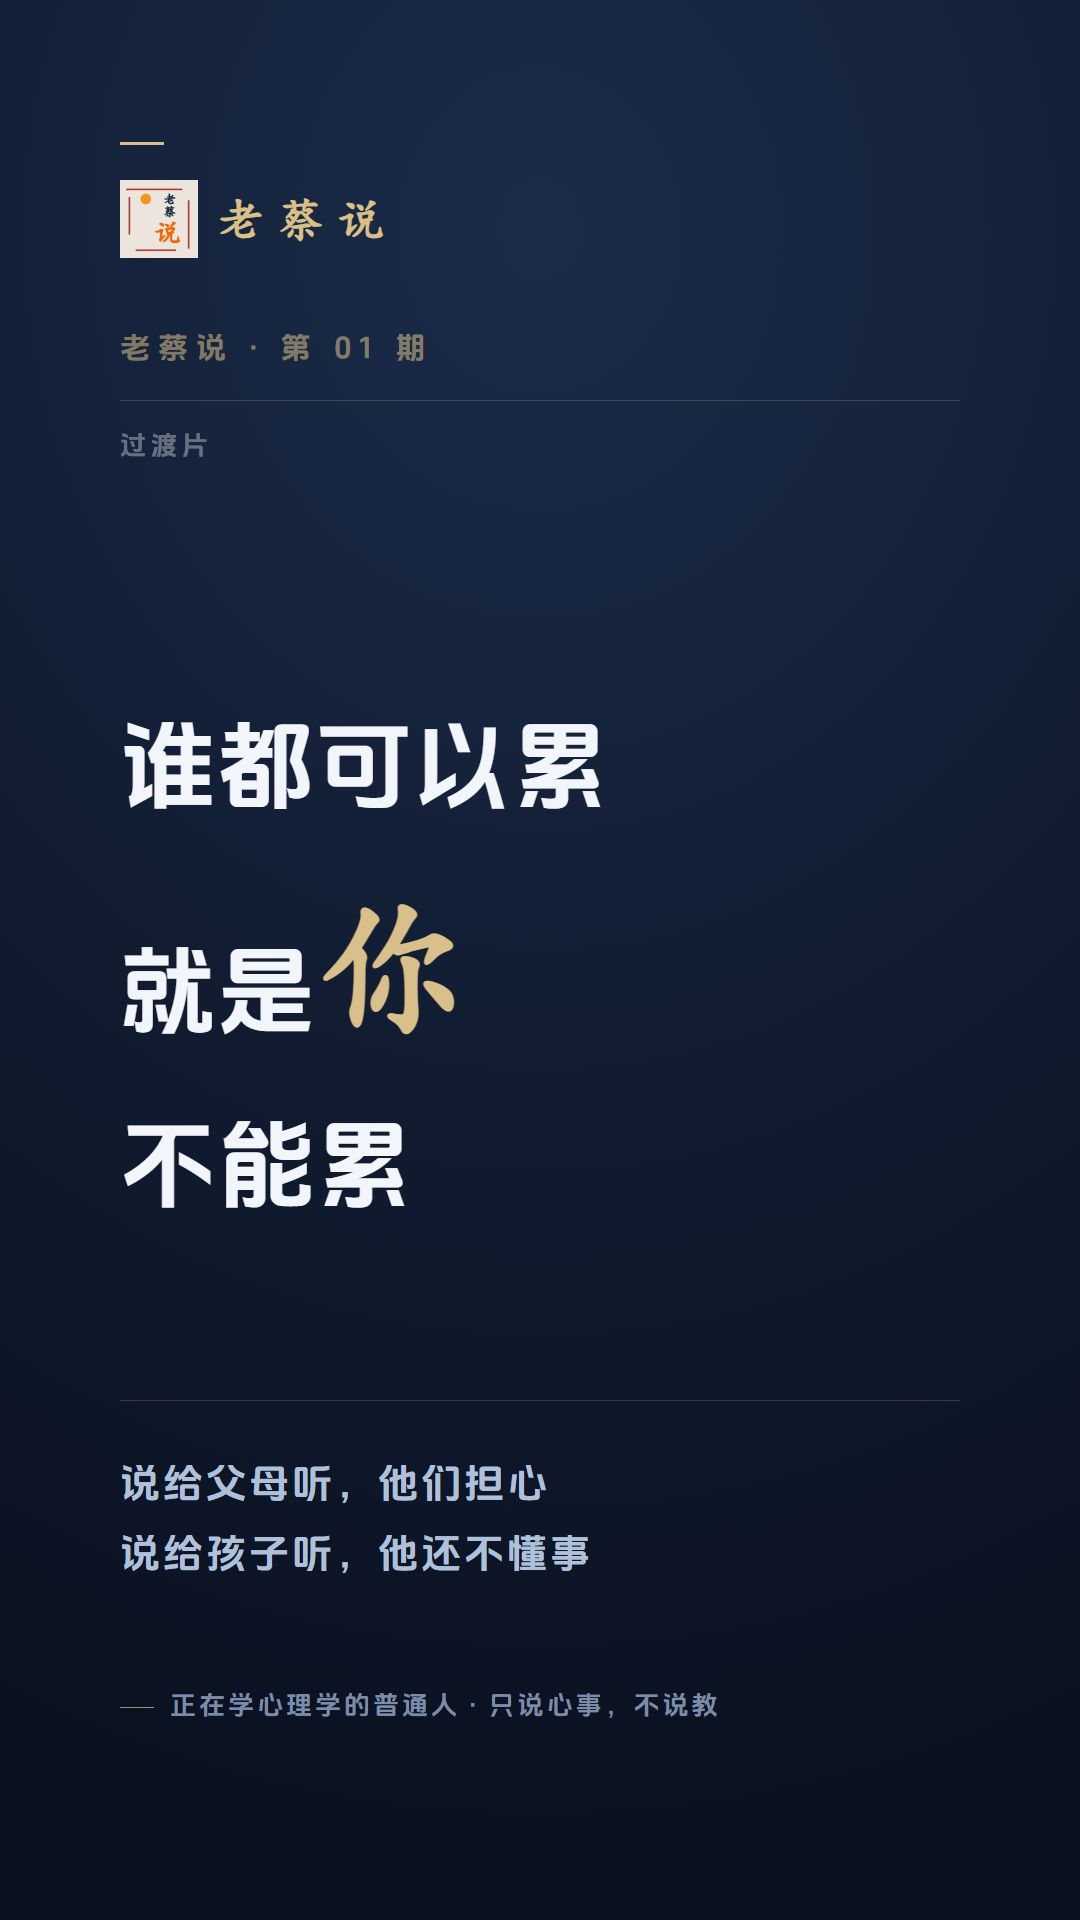 老蔡说
老蔡说
老蔡说 · 第 01 期
过渡片
谁都可以累
就是你
不能累
说给父母听，他们担心
说给孩子听，他还不懂事
— 正在学心理学的普通人 · 只说心事，不说教